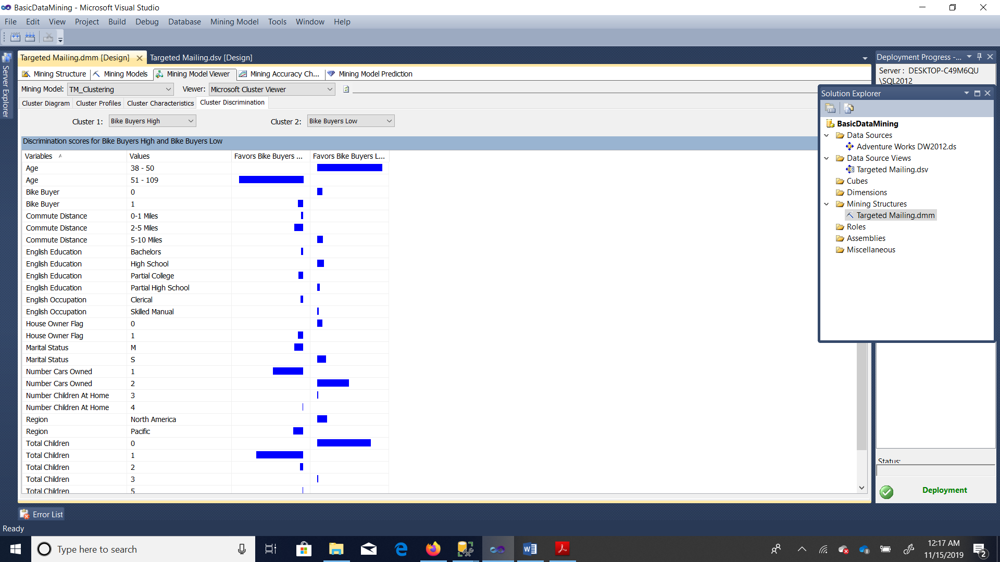 BasicDataMining - Microsoft Visual Studio
File Edit View Project Build Debug Database Mining Model Tools Window Help
Server Explorer
Targeted Mailing.dmm [Design] Targeted Mailing.dsv [Design]
Mining Structure Mining Models Mining Model Viewer Mining Accuracy Ch... Mining Model Prediction
Mining Model: TM_Clustering Viewer: Microsoft Cluster Viewer
Cluster Diagram Cluster Profiles Cluster Characteristics Cluster Discrimination
Cluster 1: Bike Buyers High Cluster 2: Bike Buyers Low
Discrimination scores for Bike Buyers High and Bike Buyers Low
Variables Values Favors Bike Buyers ... Favors Bike Buyers L...
Age 38 - 50
Age 51 - 109
Bike Buyer 0
Bike Buyer 1
Commute Distance 0-1 Miles
Commute Distance 2-5 Miles
Commute Distance 5-10 Miles
English Education Bachelors
English Education High School
English Education Partial College
English Education Partial High School
English Occupation Clerical
English Occupation Skilled Manual
House Owner Flag 0
House Owner Flag 1
Marital Status M
Marital Status S
Number Cars Owned 1
Number Cars Owned 2
Number Children At Home 3
Number Children At Home 4
Region North America
Region Pacific
Total Children 0
Total Children 1
Total Children 2
Total Children 3
Total Children 5
Deployment Progress -...
Server : DESKTOP-C49M6QU
\SQL2012
Solution Explorer
BasicDataMining
Data Sources
Adventure Works DW2012.ds
Data Source Views
Targeted Mailing.dsv
Cubes
Dimensions
Mining Structures
Targeted Mailing.dmm
Roles
Assemblies
Miscellaneous
Status:
Deployment
Error List
Ready
Type here to search
12:17 AM
11/15/2019
2